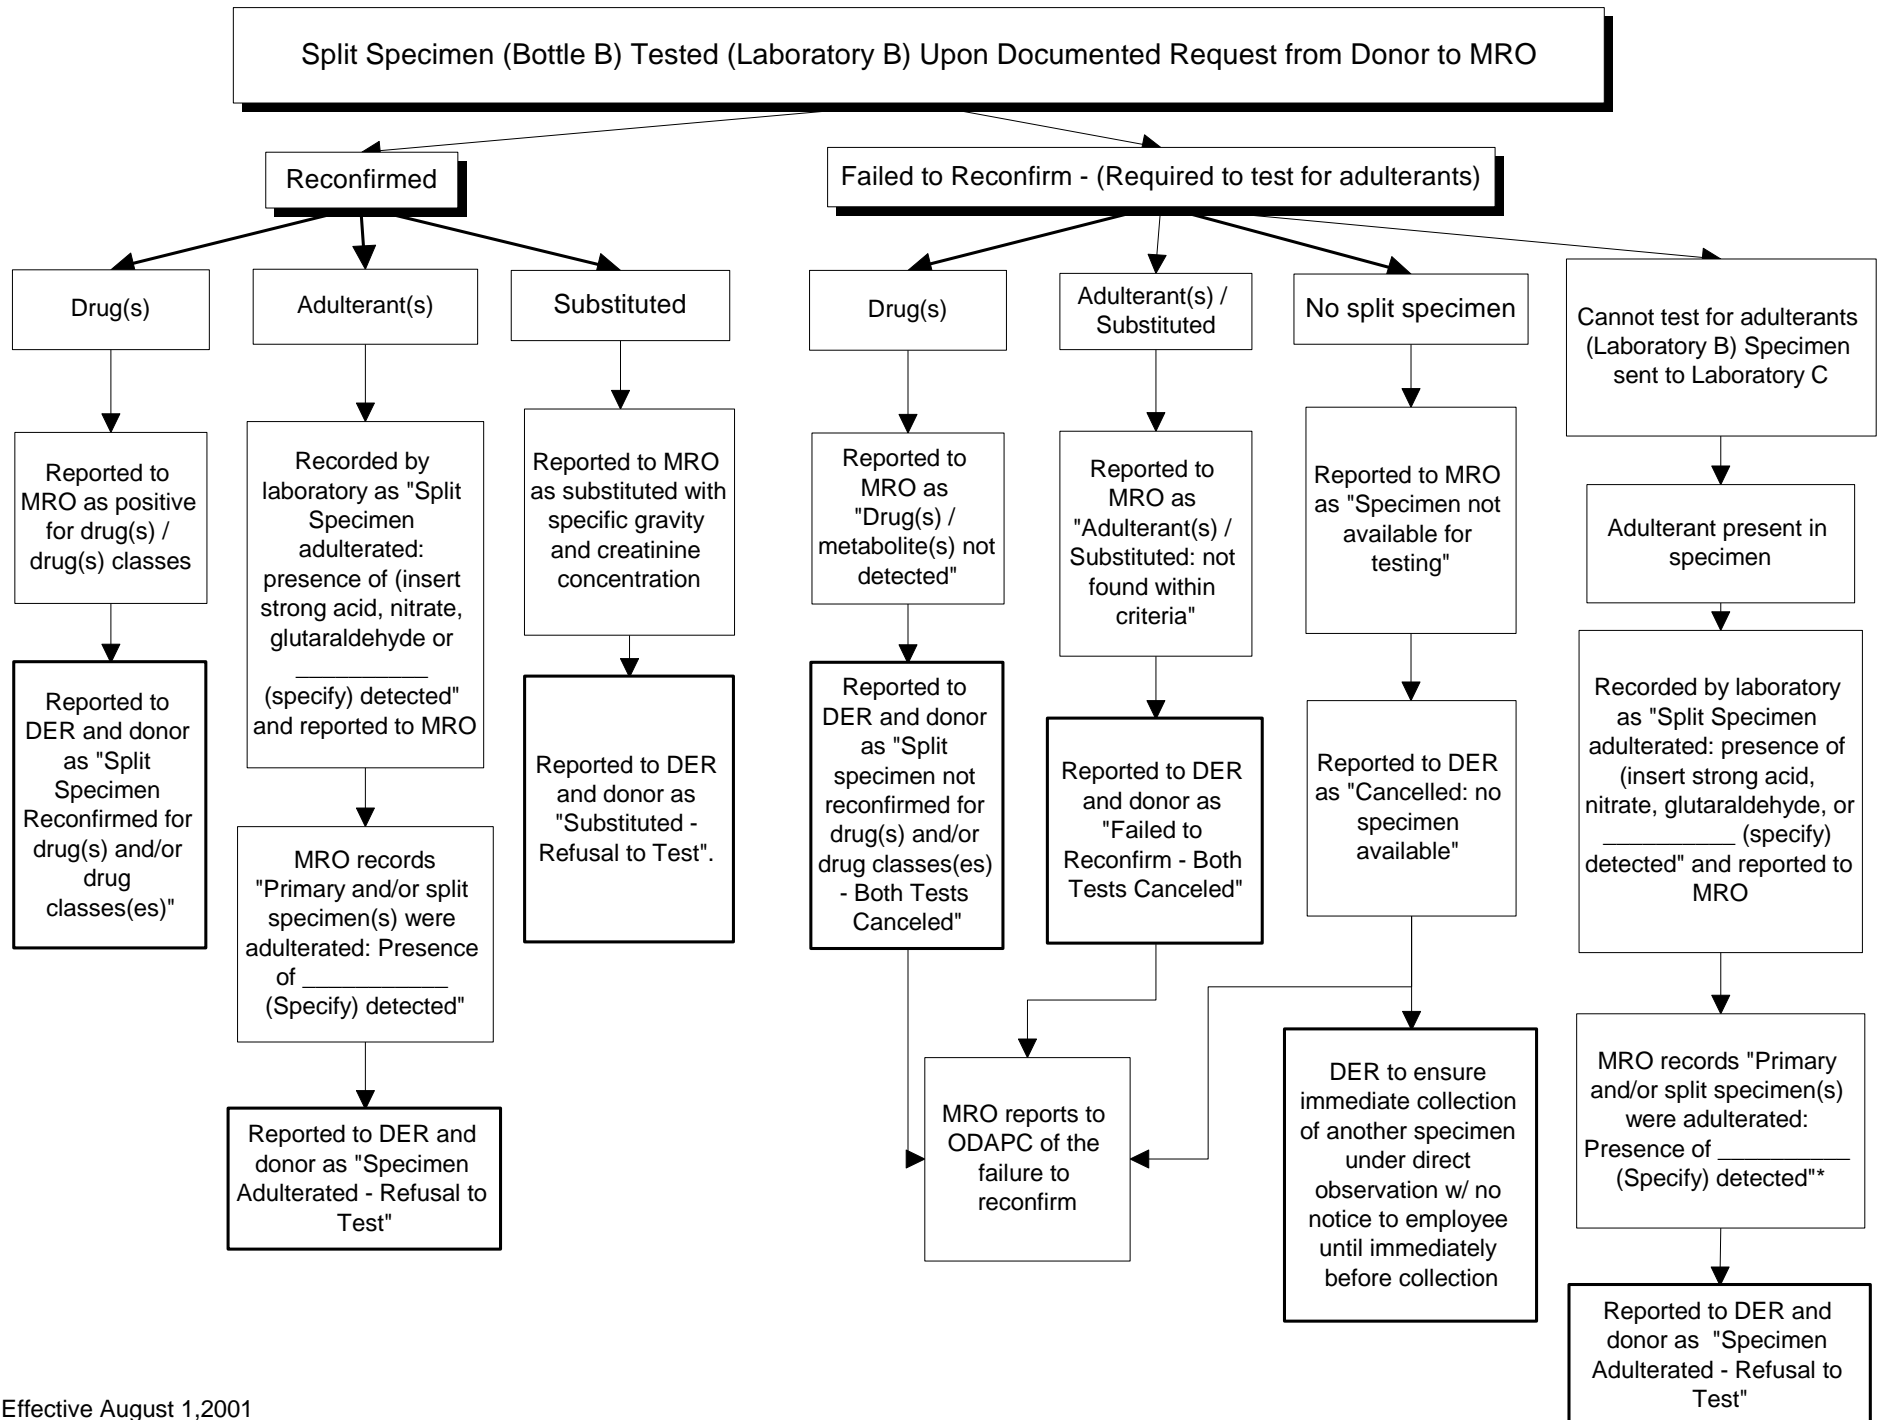 Split Specimen (Bottle B) Tested (Laboratory B) Upon Documented Request from Donor to MRO
Reconfirmed
Failed to Reconfirm - (Required to test for adulterants)
Drug(s)
Reported to
MRO as positive
for drug(s) /
drug(s) classes
Reported to
DER and donor
as "Split
Specimen
Reconfirmed for
drug(s) and/or
drug
classes(es)"
Adulterant(s)
Recorded by
laboratory as "Split
Specimen
adulterated:
presence of (insert
strong acid, nitrate,
glutaraldehyde or
___________
(specify) detected"
and reported to MRO
MRO records
"Primary and/or split
specimen(s) were
adulterated: Presence
of ____________
(Specify) detected"
Reported to DER and
donor as "Specimen
Adulterated - Refusal to
Test"
Substituted
Reported to MRO
as substituted with
specific gravity
and creatinine
concentration
Reported to DER
and donor as
"Substituted -
Refusal to Test".
Drug(s)
Reported to
MRO as
"Drug(s) /
metabolite(s) not
detected"
Reported to
DER and donor
as "Split
specimen not
reconfirmed for
drug(s) and/or
drug classes(es)
- Both Tests
Canceled"
Adulterant(s) /
Substituted
Reported to
MRO as
"Adulterant(s) /
Substituted: not
found within
criteria"
Reported to DER
and donor as
"Failed to
Reconfirm - Both
Tests Canceled"
MRO reports to
ODAPC of the
failure to
reconfirm
No split specimen
Reported to MRO
as "Specimen not
available for
testing"
Reported to DER
as "Cancelled: no
specimen
available"
DER to ensure
immediate collection
of another specimen
under direct
observation w/ no
notice to employee
until immediately
before collection
Cannot test for adulterants
(Laboratory B) Specimen
sent to Laboratory C
Adulterant present in
specimen
Recorded by laboratory
as "Split Specimen
adulterated: presence of
(insert strong acid,
nitrate, glutaraldehyde, or
___________ (specify)
detected" and reported to
MRO
MRO records "Primary
and/or split specimen(s)
were adulterated:
Presence of ___________
(Specify) detected"*
Reported to DER and
donor as "Specimen
Adulterated - Refusal to
Test"
Effective August 1,2001